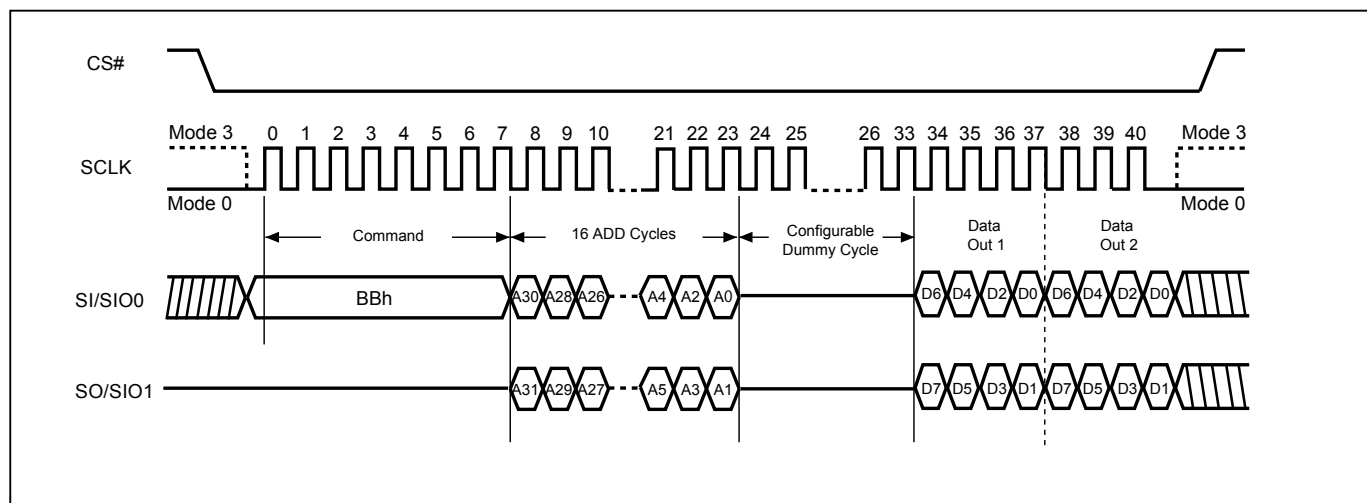 CS#
Mode 3
0 1 2 3 4 5 6 7 8 9 10 21 22 23 24 25 26 33 34 35 36 37 38 39 40
Mode 3
SCLK
Mode 0
Mode 0
Command
16 ADD Cycles
Configurable
Dummy Cycle
Data
Out 1
Data
Out 2
SI/SIO0
BBh
A30 A28 A26 A4 A2 A0
D6 D4 D2 D0 D6 D4 D2 D0
SO/SIO1
A31 A29 A27 A5 A3 A1
D7 D5 D3 D1 D7 D5 D3 D1